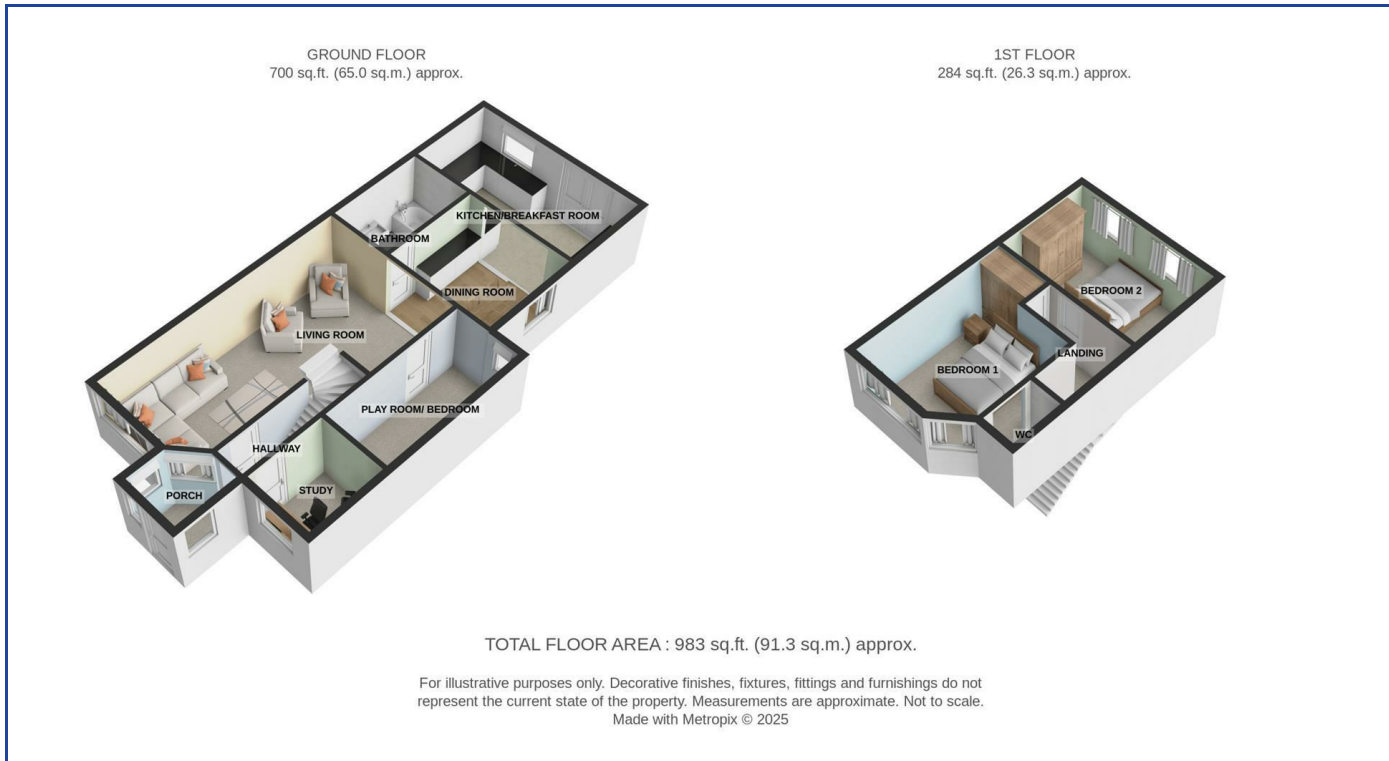 GROUND FLOOR
700 sq.ft. (65.0 sq.m.) approx.
1ST FLOOR
284 sq.ft. (26.3 sq.m.) approx.
KITCHEN/BREAKFAST ROOM
BATHROOM
DINING ROOM
LIVING ROOM
PLAY ROOM/ BEDROOM
HALLWAY
STUDY
PORCH
BEDROOM 2
LANDING
BEDROOM 1
WC
TOTAL FLOOR AREA : 983 sq.ft. (91.3 sq.m.) approx.
For illustrative purposes only. Decorative finishes, fixtures, fittings and furnishings do not
represent the current state of the property. Measurements are approximate. Not to scale.
Made with Metropix © 2025